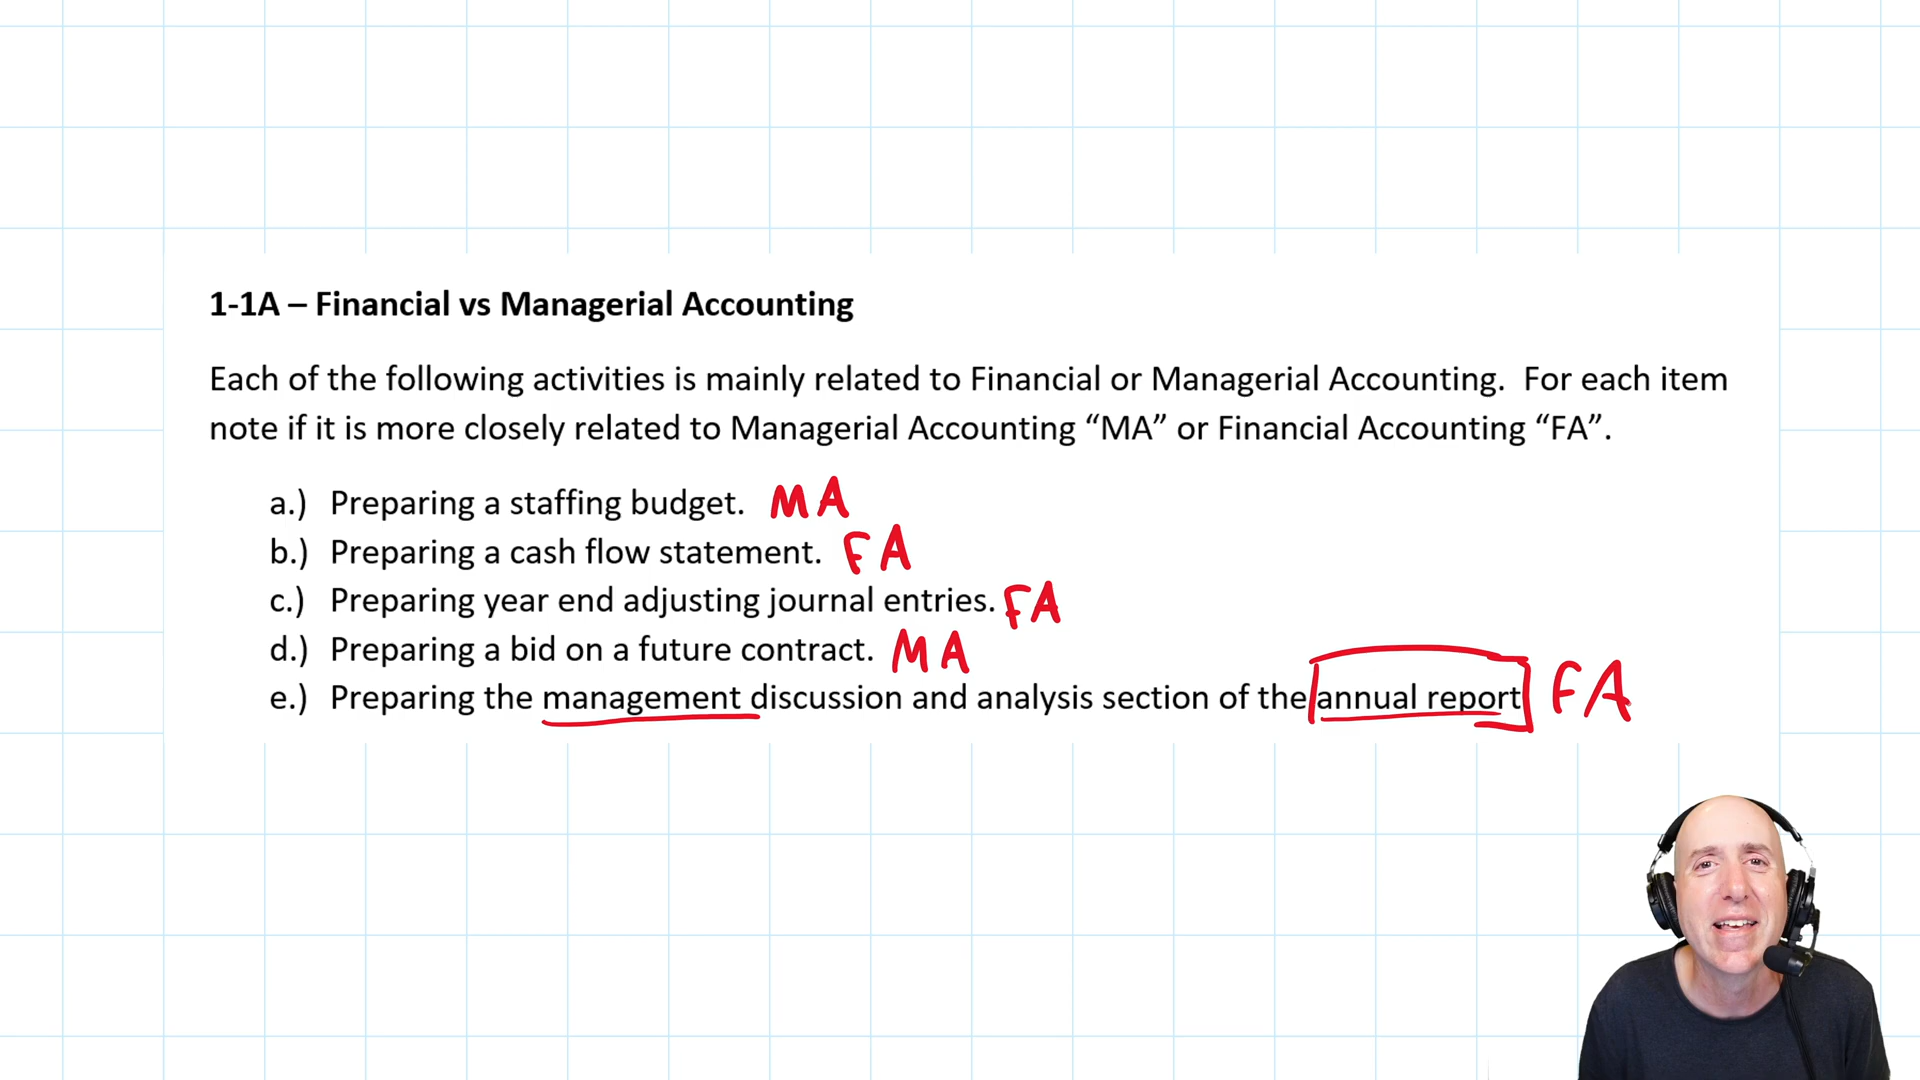 1-1A – Financial vs Managerial Accounting
Each of the following activities is mainly related to Financial or Managerial Accounting. For each item
note if it is more closely related to Managerial Accounting “MA” or Financial Accounting “FA”.
a.) Preparing a staffing budget. MA
b.) Preparing a cash flow statement. FA
c.) Preparing year end adjusting journal entries. FA
d.) Preparing a bid on a future contract. MA
e.) Preparing the management discussion and analysis section of the annual report FA